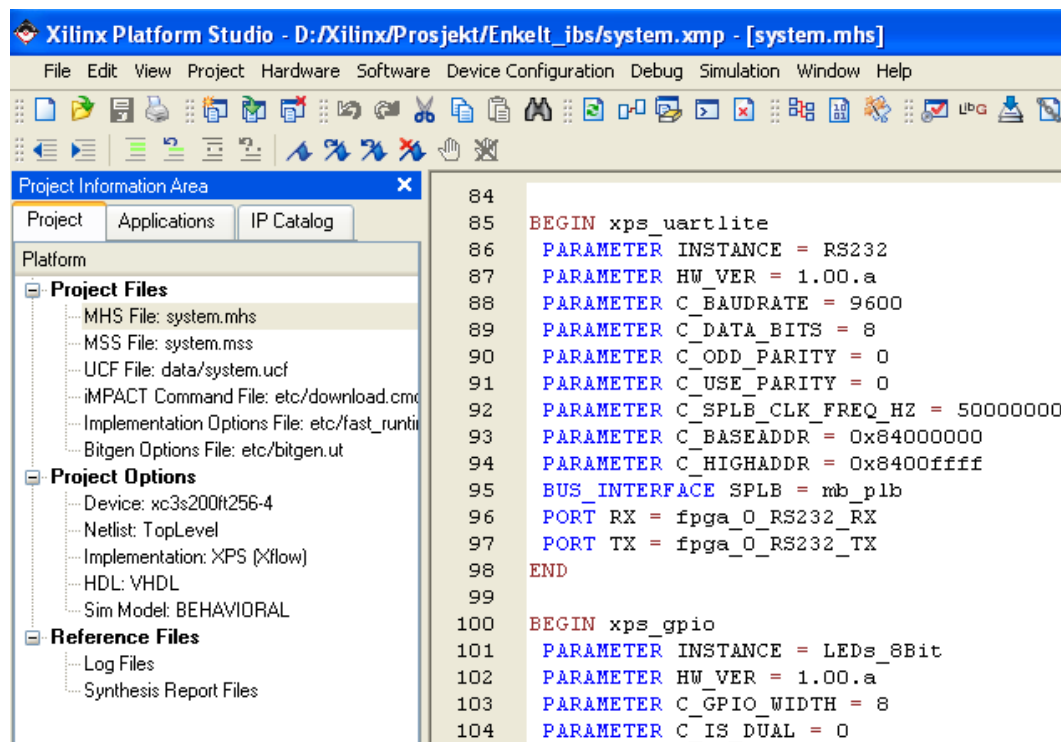 Xilinx Platform Studio - D:/Xilinx/Prosjekt/Enkelt_ibs/system.xmp - [system.mhs]
File Edit View Project Hardware Software Device Configuration Debug Simulation Window Help
Project Information Area
Project Applications IP Catalog
Platform
Project Files
MHS File: system.mhs
MSS File: system.mss
UCF File: data/system.ucf
iMPACT Command File: etc/download.cmd
Implementation Options File: etc/fast_runti
Bitgen Options File: etc/bitgen.ut
Project Options
Device: xc3s200ft256-4
Netlist: TopLevel
Implementation: XPS (Xflow)
HDL: VHDL
Sim Model: BEHAVIORAL
Reference Files
Log Files
Synthesis Report Files
84
85 BEGIN xps_uartlite
86 PARAMETER INSTANCE = RS232
87 PARAMETER HW_VER = 1.00.a
88 PARAMETER C_BAUDRATE = 9600
89 PARAMETER C_DATA_BITS = 8
90 PARAMETER C_ODD_PARITY = 0
91 PARAMETER C_USE_PARITY = 0
92 PARAMETER C_SPLB_CLK_FREQ_HZ = 50000000
93 PARAMETER C_BASEADDR = 0x84000000
94 PARAMETER C_HIGHADDR = 0x8400ffff
95 BUS_INTERFACE SPLB = mb_plb
96 PORT RX = fpga_0_RS232_RX
97 PORT TX = fpga_0_RS232_TX
98 END
99
100 BEGIN xps_gpio
101 PARAMETER INSTANCE = LEDs_8Bit
102 PARAMETER HW_VER = 1.00.a
103 PARAMETER C_GPIO_WIDTH = 8
104 PARAMETER C_IS_DUAL = 0